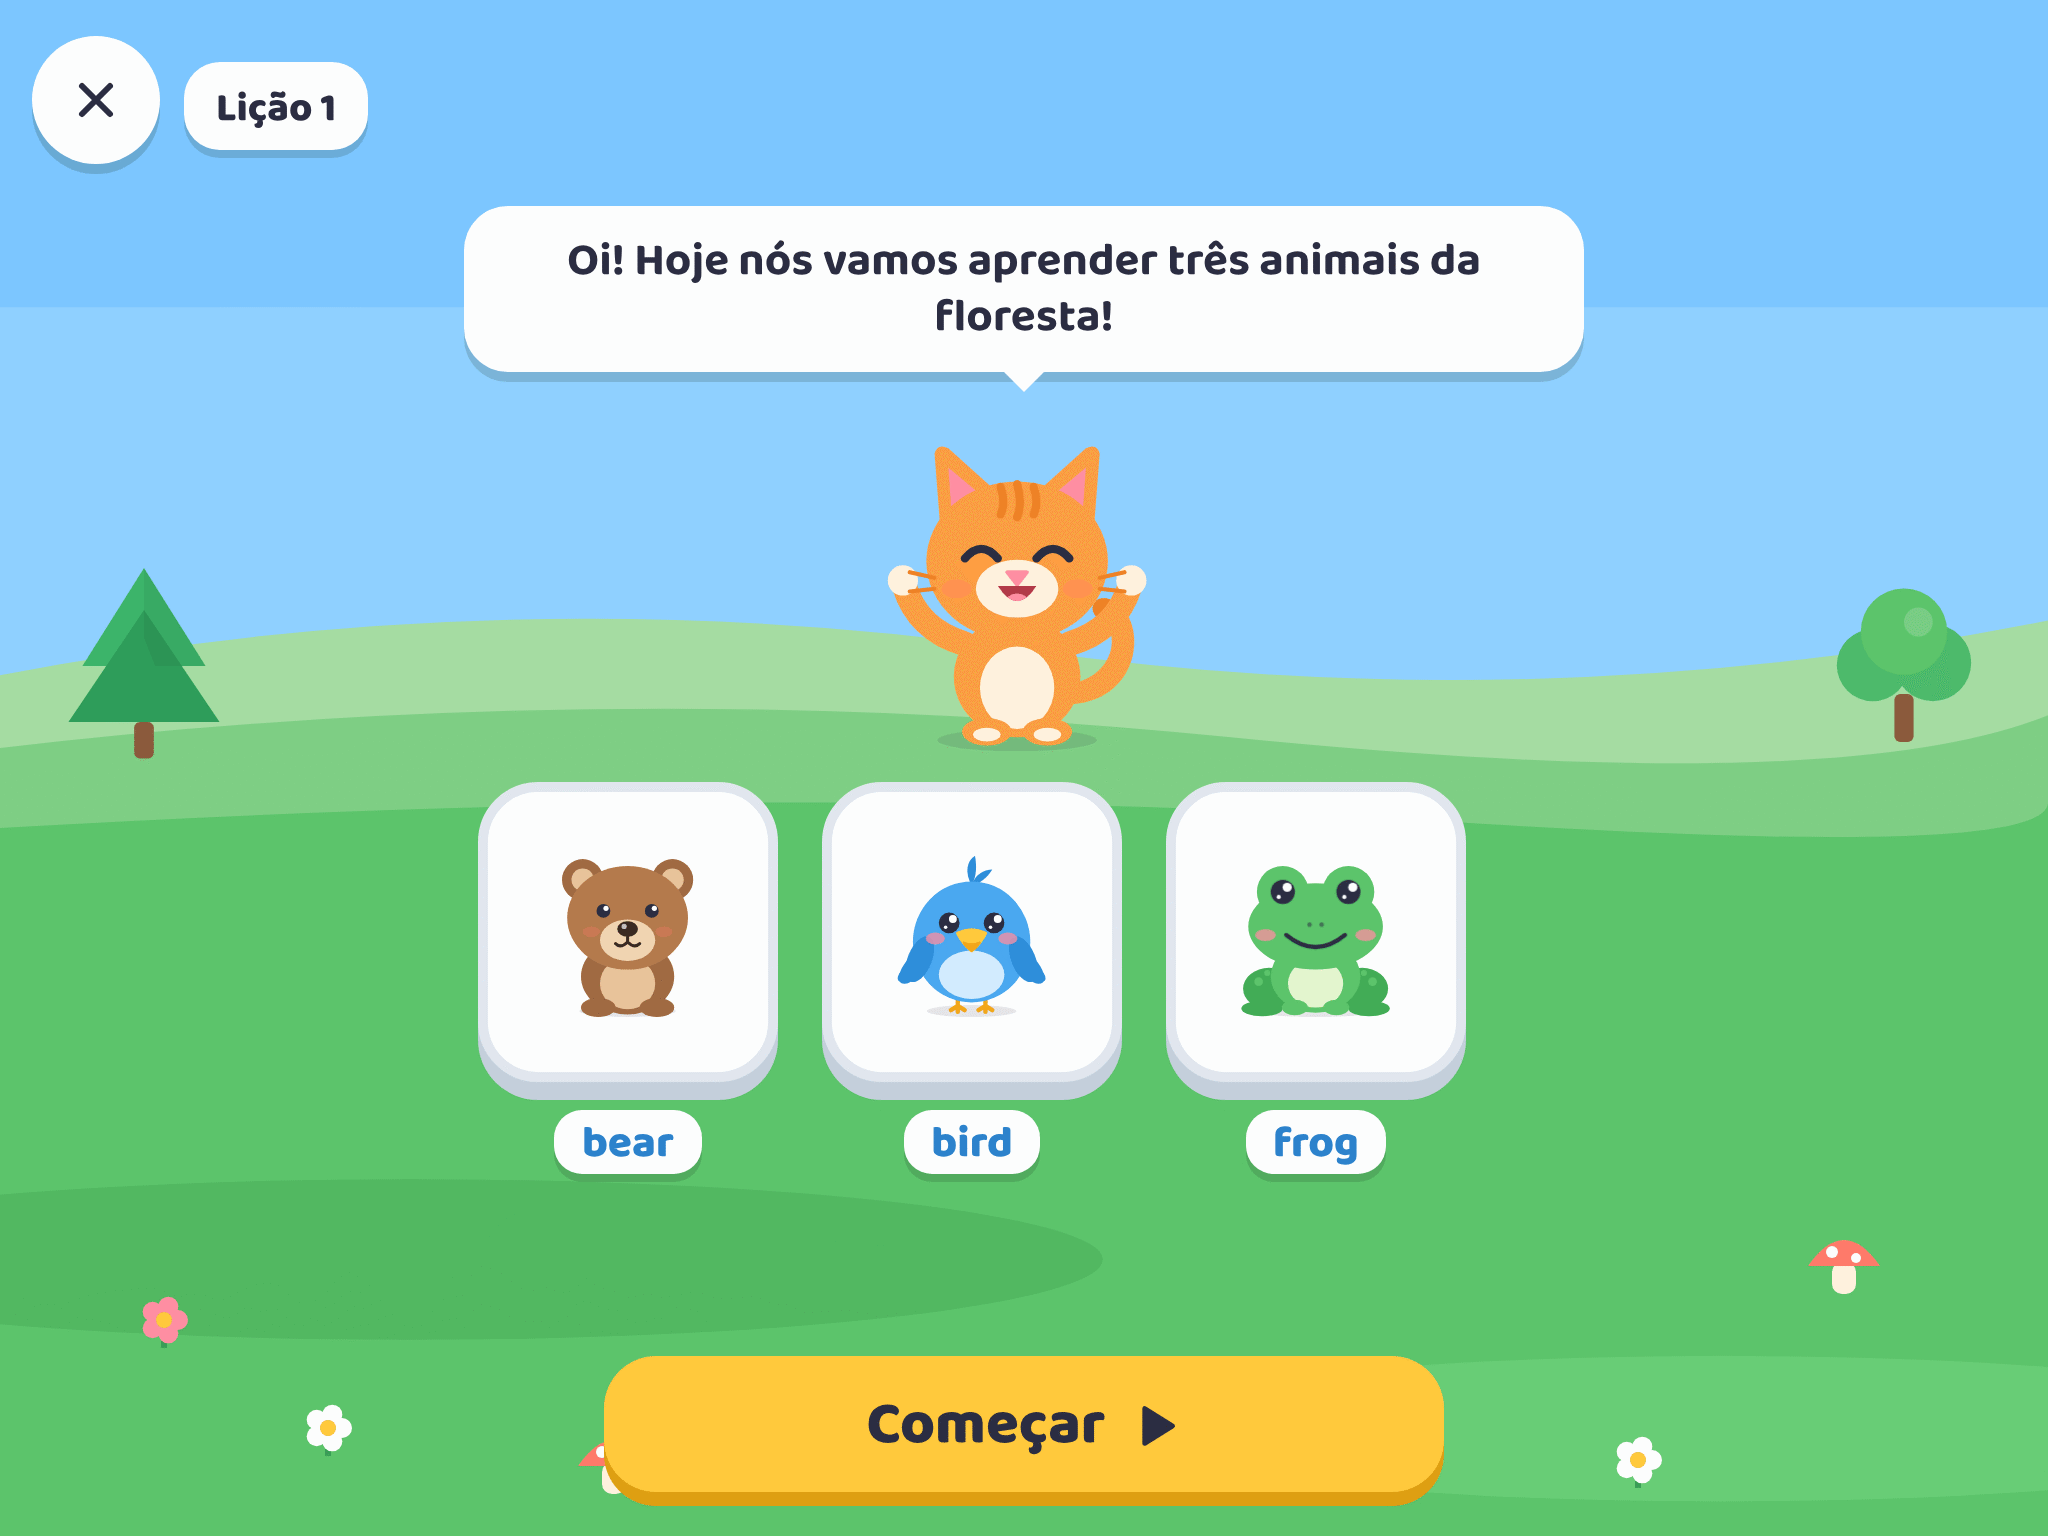 Lição 1
Oi! Hoje nós vamos aprender três animais da
floresta!
bear
bird
frog
Começar